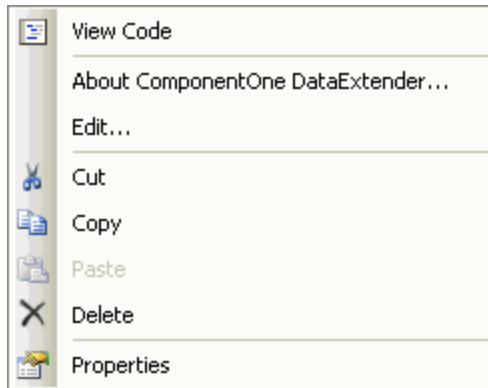 View Code
About ComponentOne DataExtender...
Edit...
Cut
Copy
Paste
Delete
Properties